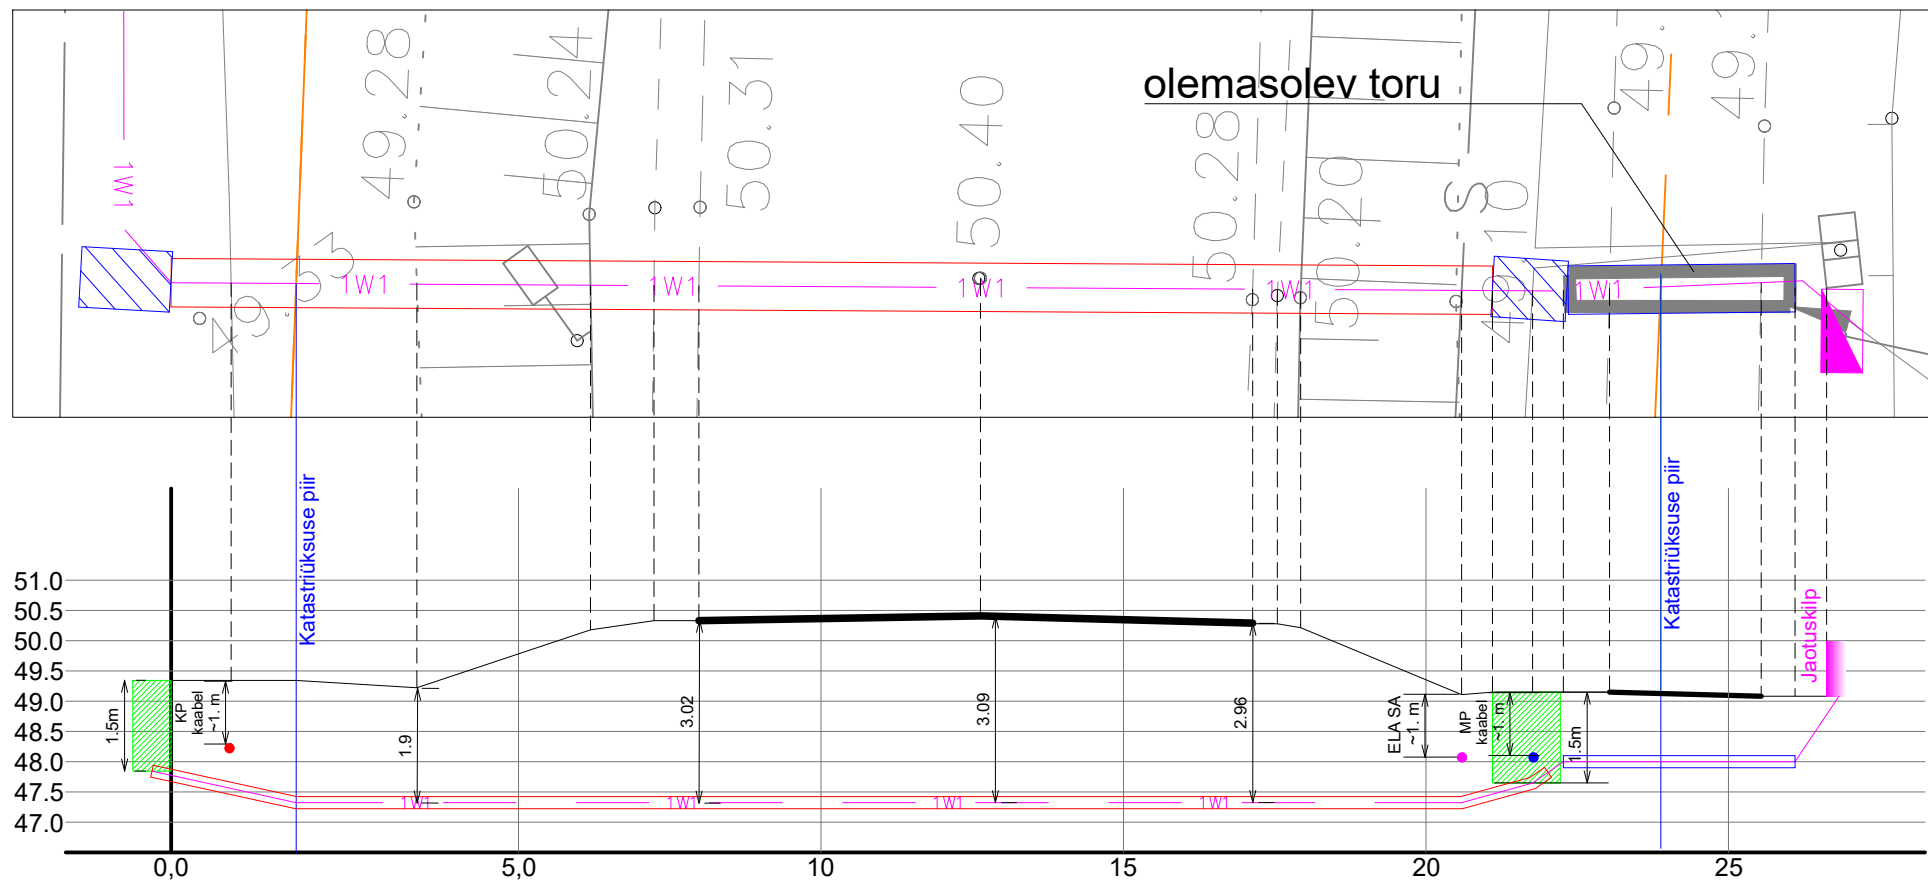 1W1
49.33
49.28
50.24
50.31
50.40
50.28
50.20
S
olemasolev toru
1W1
1W1
1W1
1W1
1W1
Katastriüksuse piir
Katastriüksuse piir
Jaotuskilp
51.0
50.5
50.0
49.5
49.0
48.5
48.0
47.5
47.0
1.5m
KP
kaabel
~1. m
1.9
3.02
3.09
2.96
ELA SA
~1. m
MP
kaabel
~1. m
1.5m
1W1
1W1
1W1
1W1
0,0
5,0
10
15
20
25